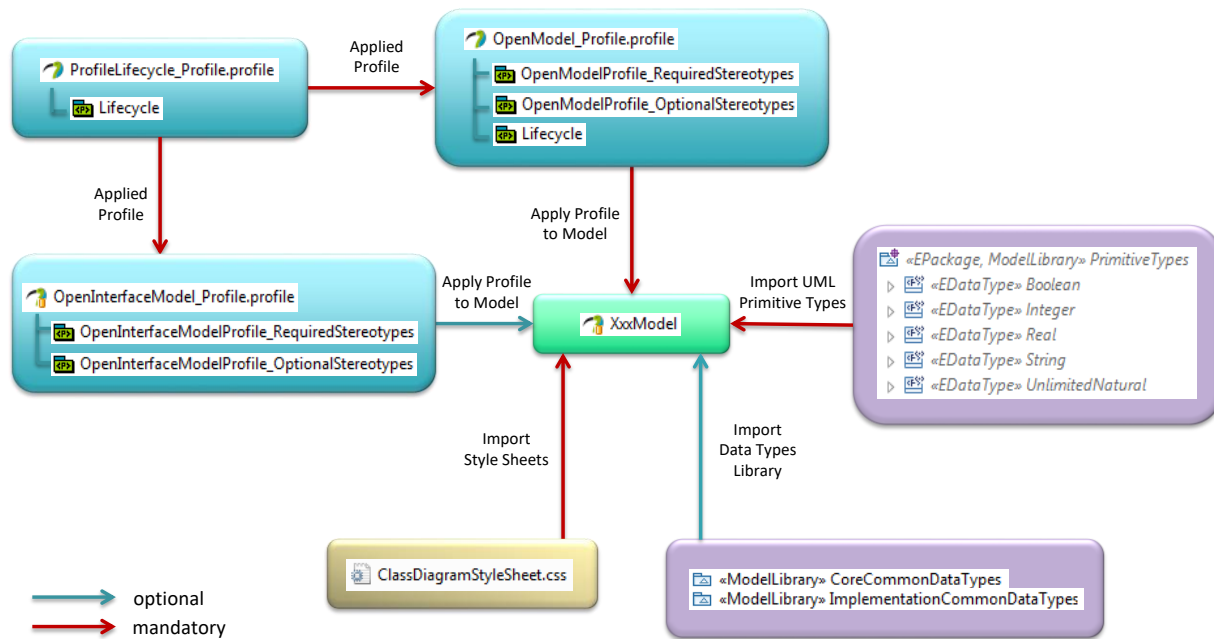 ProfileLifecycle_Profile.profile
Lifecycle
Applied
Profile
OpenModel_Profile.profile
OpenModelProfile_RequiredStereotypes
OpenModelProfile_OptionalStereotypes
Lifecycle
Applied
Profile
Apply Profile
to Model
OpenInterfaceModel_Profile.profile
OpenInterfaceModelProfile_RequiredStereotypes
OpenInterfaceModelProfile_OptionalStereotypes
Apply Profile
to Model
XxxModel
Import UML
Primitive Types
«EPackage, ModelLibrary» PrimitiveTypes
«EDataType» Boolean
«EDataType» Integer
«EDataType» Real
«EDataType» String
«EDataType» UnlimitedNatural
Import
Style Sheets
Import
Data Types
Library
ClassDiagramStyleSheet.css
«ModelLibrary» CoreCommonDataTypes
«ModelLibrary» ImplementationCommonDataTypes
optional
mandatory